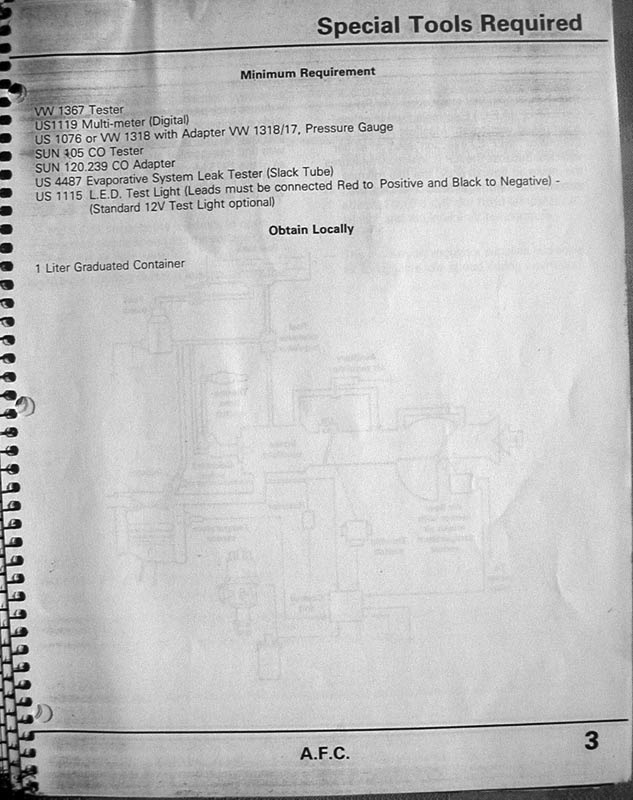 Special Tools Required
Minimum Requirement
VW 1367 Tester
US1119 Multi-meter (Digital)
US 1076 or VW 1318 with Adapter VW 1318/17, Pressure Gauge
SUN 105 CO Tester
SUN 120.239 CO Adapter
US 4487 Evaporative System Leak Tester (Slack Tube)
US 1115 L.E.D. Test Light (Leads must be connected Red to Positive and Black to Negative) -
(Standard 12V Test Light optional)
Obtain Locally
1 Liter Graduated Container
A.F.C.
3